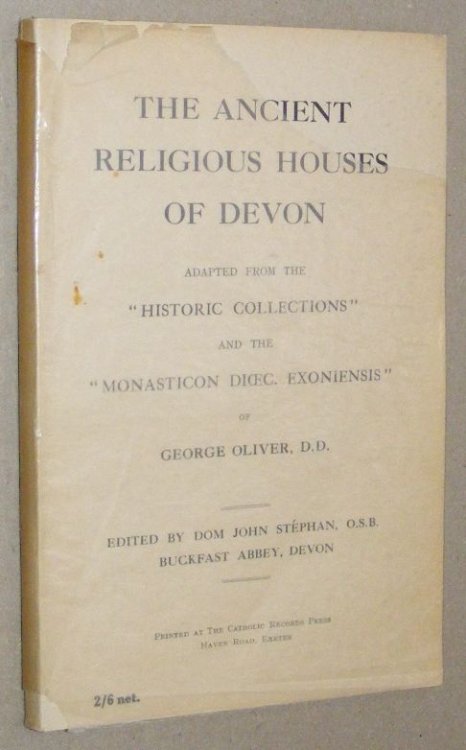 THE ANCIENT
RELIGIOUS HOUSES
OF DEVON
ADAPTED FROM THE
"HISTORIC COLLECTIONS"
AND THE
"MONASTICON DIŒC. EXONIENSIS"
OF
GEORGE OLIVER, D.D.
EDITED BY DOM JOHN STÉPHAN, O.S.B.
BUCKFAST ABBEY, DEVON
PRINTED AT THE CATHOLIC RECORDS PRESS
HAVEN ROAD, EXETER
2/6 net.